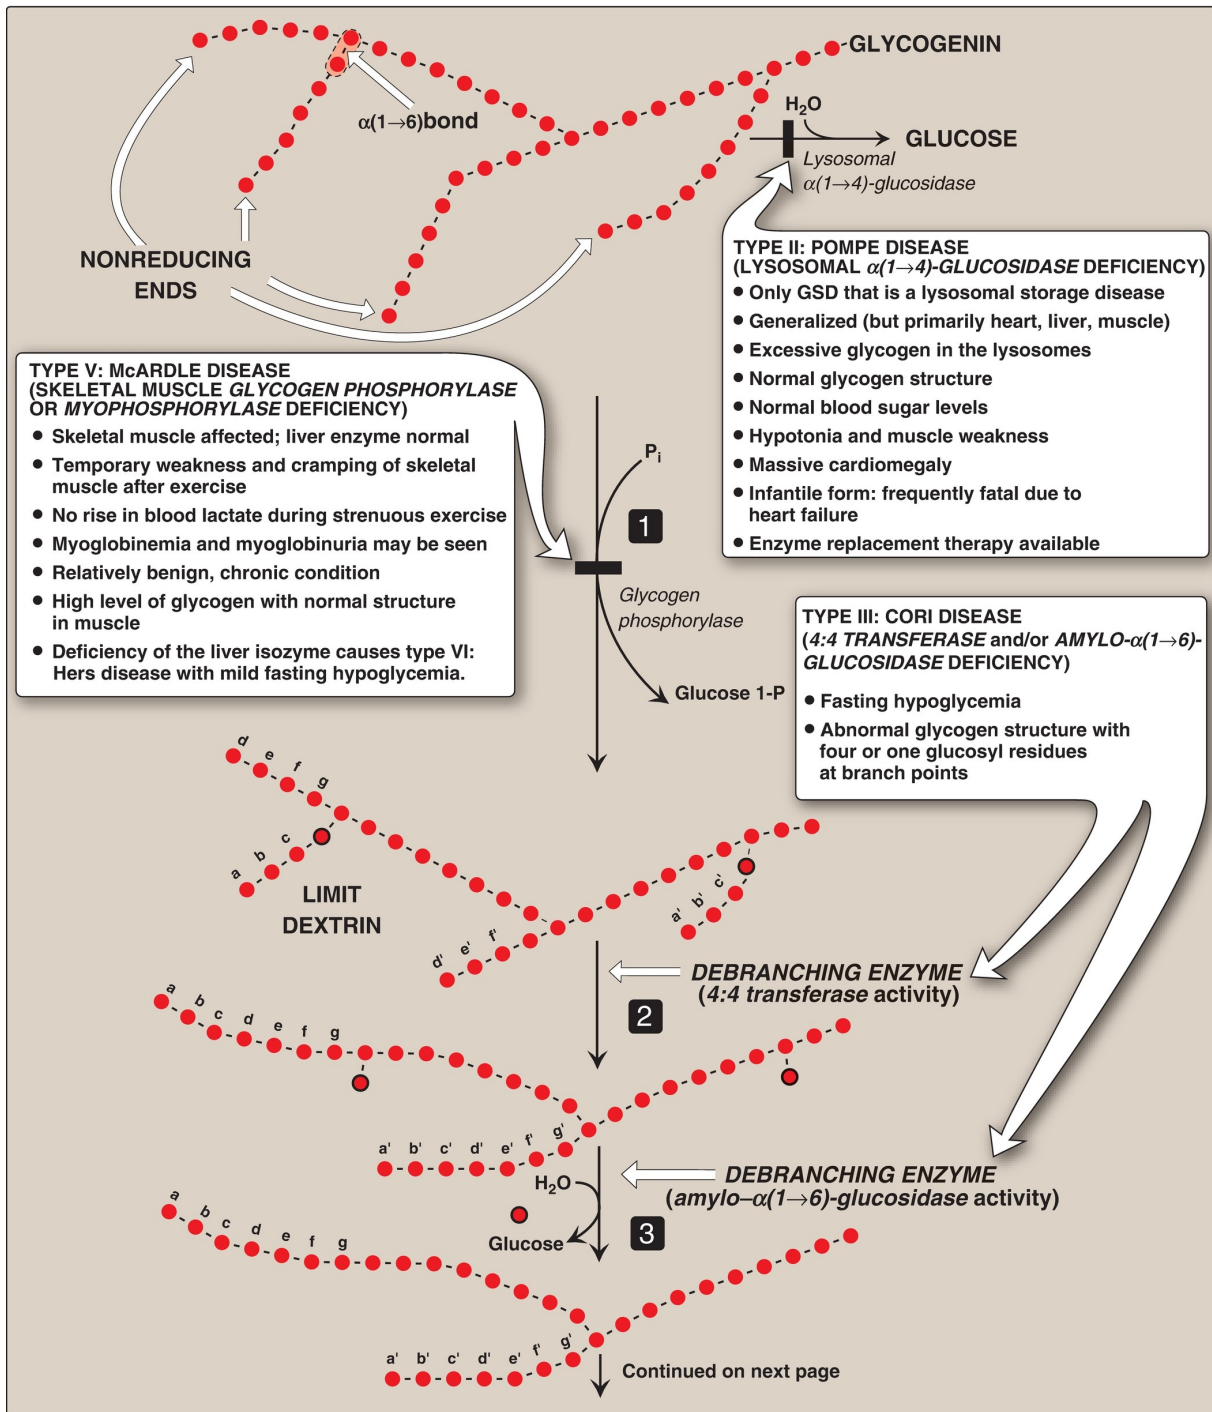 GLYCOGENIN
α(1→6)bond
H₂O
GLUCOSE
Lysosomal
α(1→4)-glucosidase
NONREDUCING
ENDS
TYPE II: POMPE DISEASE
(LYSOSOMAL α(1→4)-GLUCOSIDASE DEFICIENCY)
• Only GSD that is a lysosomal storage disease
• Generalized (but primarily heart, liver, muscle)
• Excessive glycogen in the lysosomes
• Normal glycogen structure
• Normal blood sugar levels
• Hypotonia and muscle weakness
• Massive cardiomegaly
• Infantile form: frequently fatal due to
heart failure
• Enzyme replacement therapy available
TYPE V: McARDLE DISEASE
(SKELETAL MUSCLE GLYCOGEN PHOSPHORYLASE
OR MYOPHOSPHORYLASE DEFICIENCY)
• Skeletal muscle affected; liver enzyme normal
• Temporary weakness and cramping of skeletal
muscle after exercise
• No rise in blood lactate during strenuous exercise
• Myoglobinemia and myoglobinuria may be seen
• Relatively benign, chronic condition
• High level of glycogen with normal structure
in muscle
• Deficiency of the liver isozyme causes type VI:
Hers disease with mild fasting hypoglycemia.
Pi
1
Glycogen
phosphorylase
Glucose 1-P
TYPE III: CORI DISEASE
(4:4 TRANSFERASE and/or AMYLO-α(1→6)-
GLUCOSIDASE DEFICIENCY)
• Fasting hypoglycemia
• Abnormal glycogen structure with
four or one glucosyl residues
at branch points
d e f g
a b c
LIMIT
DEXTRIN
a' b' c'
d' e' f'
DEBRANCHING ENZYME
(4:4 transferase activity)
2
a b c d e f g
a' b' c' d' e' f' g'
DEBRANCHING ENZYME
(amylo–α(1→6)-glucosidase activity)
H₂O
Glucose
3
a b c d e f g
a' b' c' d' e' f' g'
Continued on next page